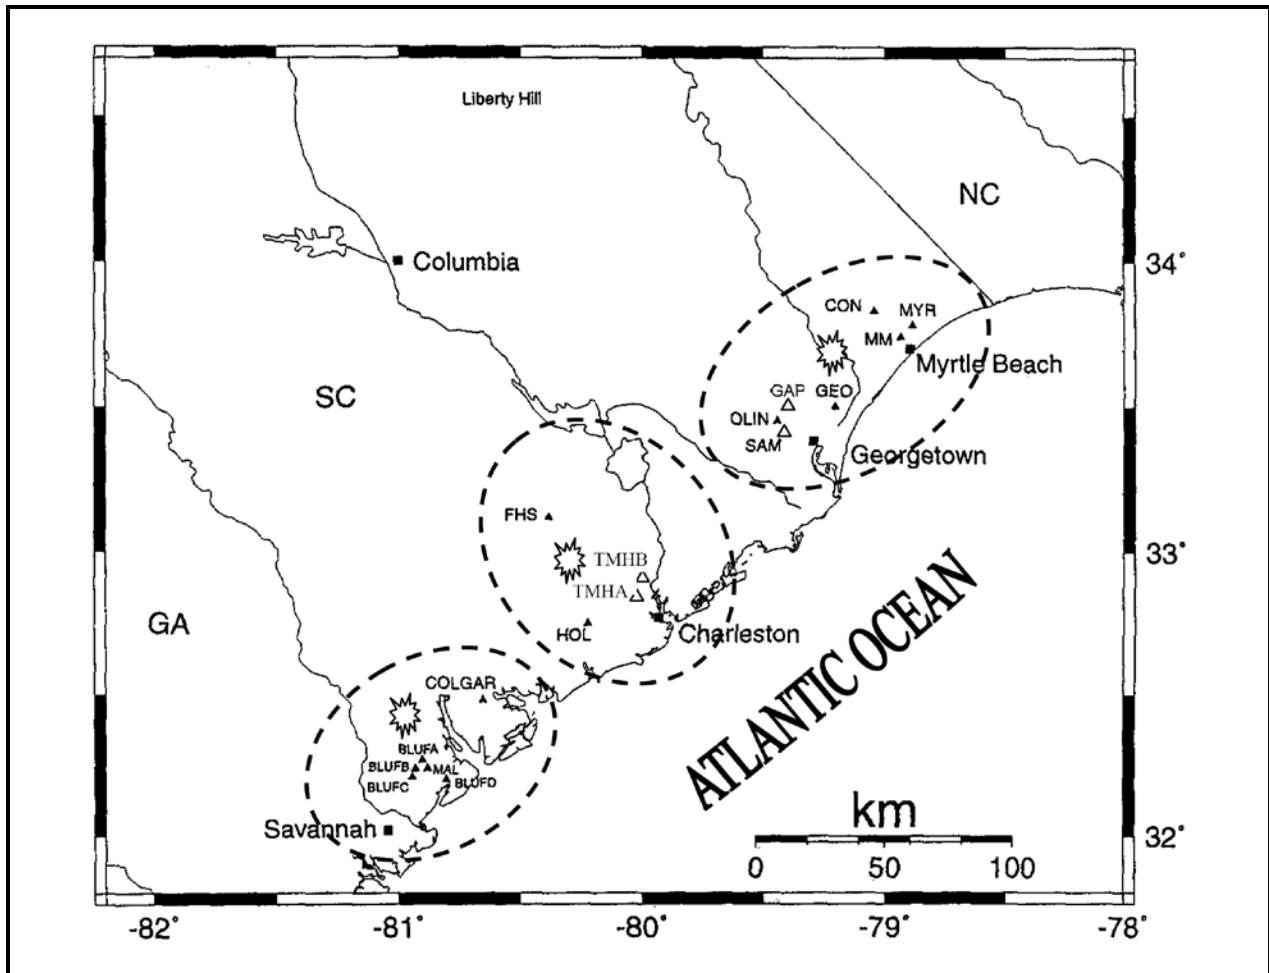 Liberty Hill
NC
Columbia
34°
CON
MYR
MM
Myrtle Beach
SC
GAP
GEO
OLIN
SAM
Georgetown
FHS
33°
TMHB
TMHA
GA
HOL
Charleston
ATLANTIC OCEAN
COLGAR
BLUFA
BLUFB
MAL
BLUFC
BLUFD
km
Savannah
32°
0 50 100
-82° -81° -80° -79° -78°